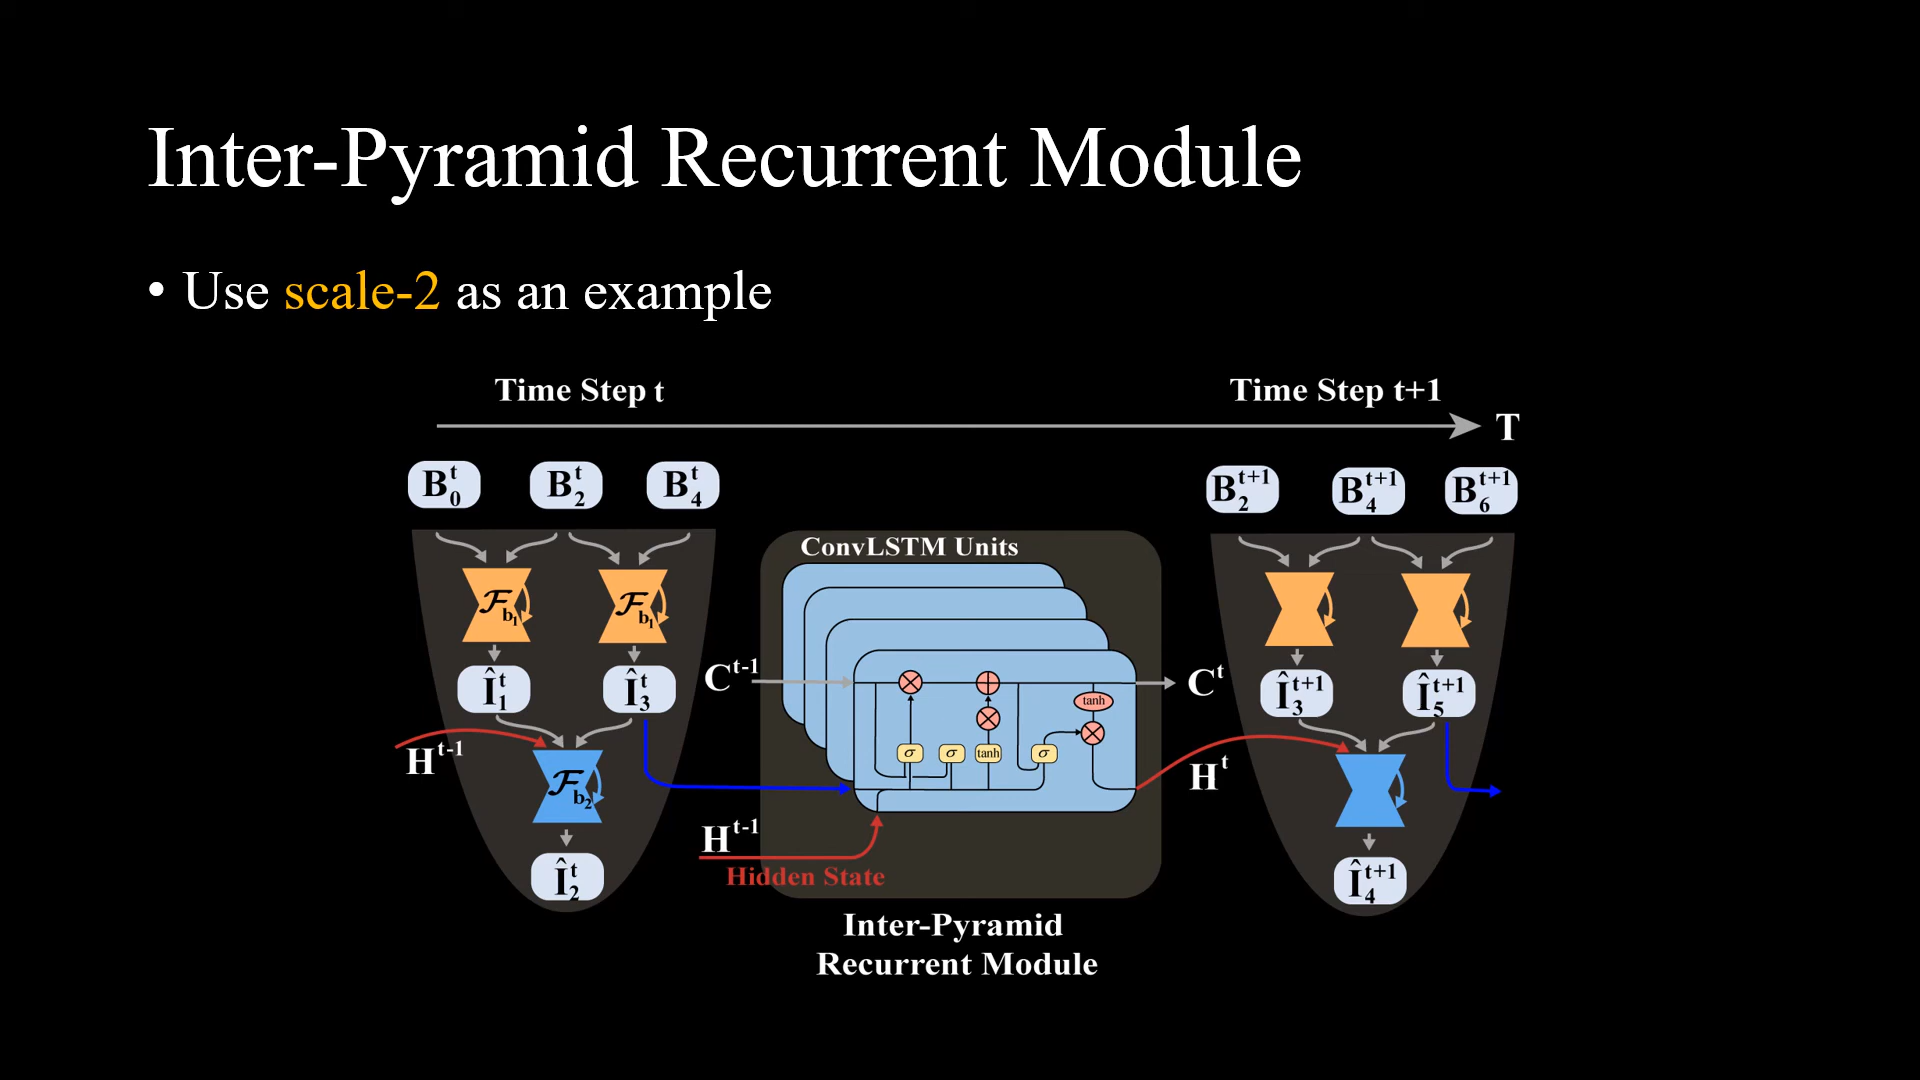 Inter-Pyramid Recurrent Module
• Use scale-2 as an example
Time Step t
Time Step t+1
T
B₀ᵗ B₂ᵗ B₄ᵗ
B₂ᵗ⁺¹ B₄ᵗ⁺¹ B₆ᵗ⁺¹
ConvLSTM Units
ℱb₁ ℱb₁
Î₁ᵗ Î₃ᵗ
Cᵗ⁻¹
Cᵗ
tanh
Î₃ᵗ⁺¹ Î₅ᵗ⁺¹
Hᵗ⁻¹
σ σ tanh σ
Hᵗ
ℱb₂
Hᵗ⁻¹
Hidden State
Î₂ᵗ
Î₄ᵗ⁺¹
Inter-Pyramid
Recurrent Module